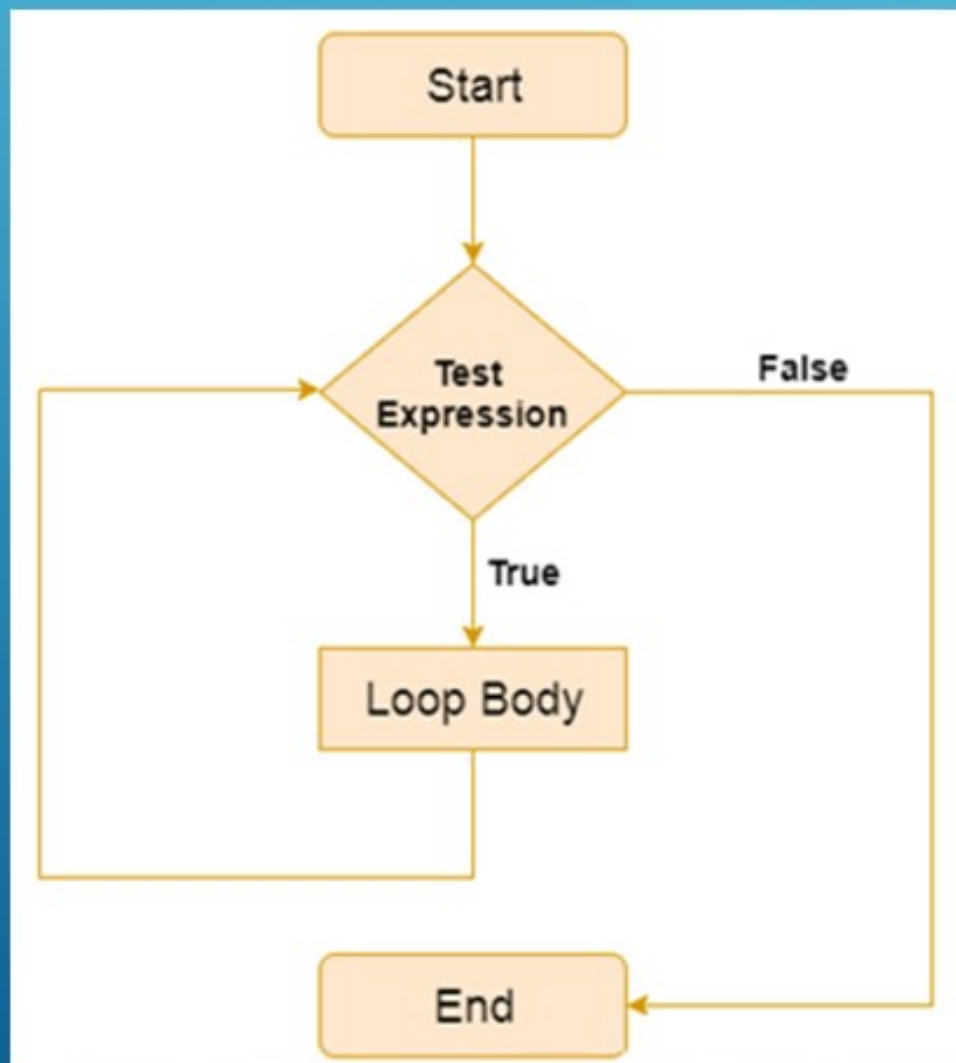 Start
Test
Expression
False
True
Loop Body
End